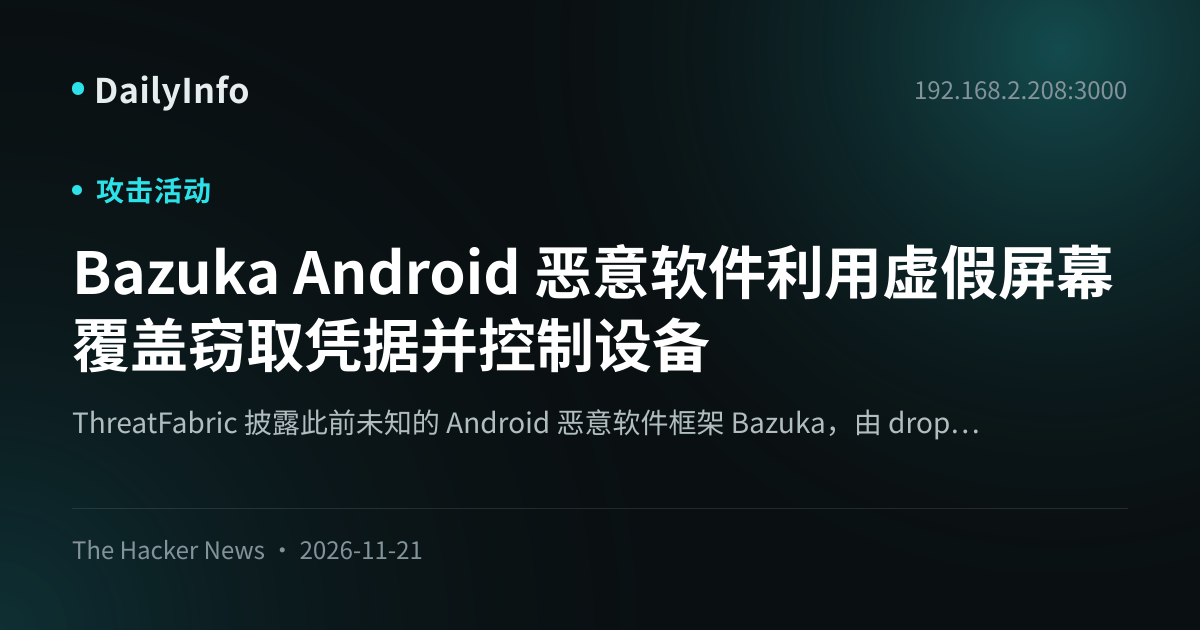 DailyInfo
192.168.2.208:3000
攻击活动
Bazuka Android 恶意软件利用虚假屏幕
覆盖窃取凭据并控制设备
ThreatFabric 披露此前未知的 Android 恶意软件框架 Bazuka，由 drop…
The Hacker News · 2026-11-21